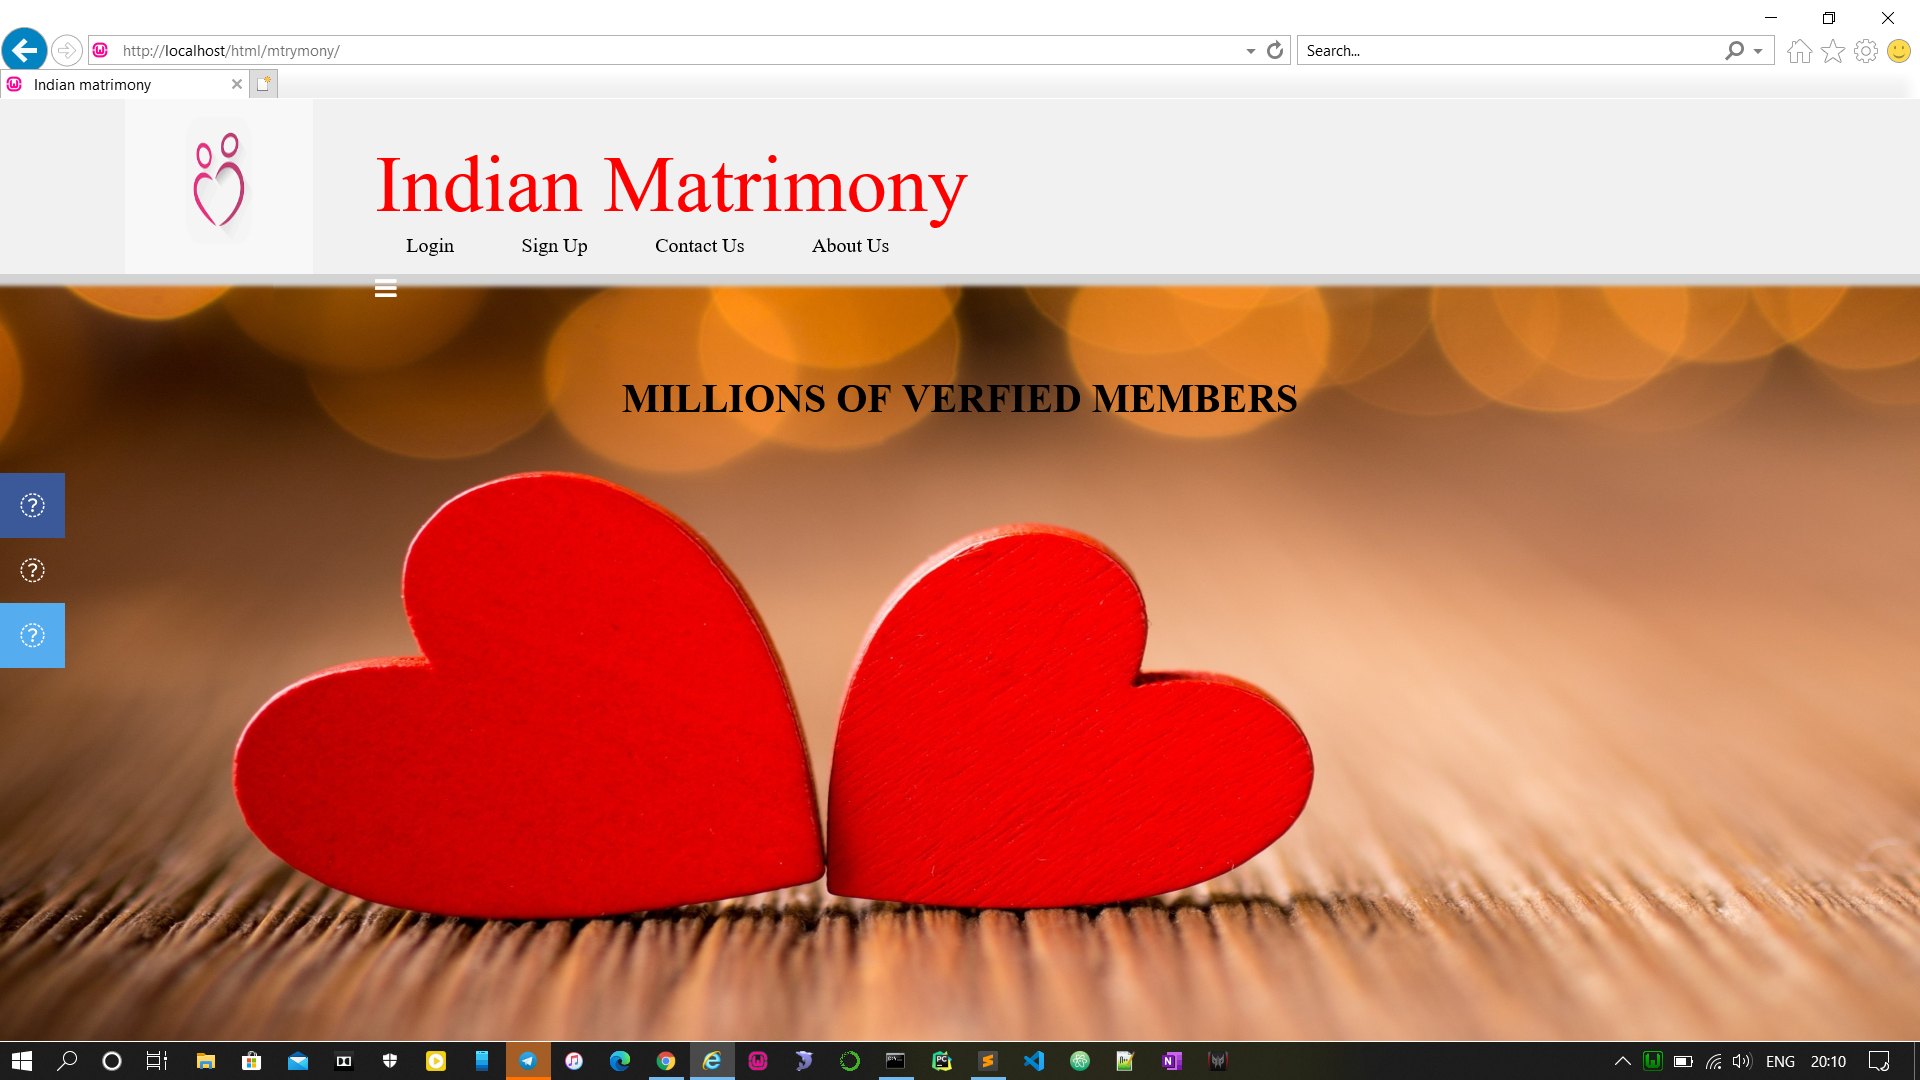 http://localhost/html/mtrymony/
Search...
Indian matrimony
Indian Matrimony
Login Sign Up Contact Us About Us
MILLIONS OF VERFIED MEMBERS
?
?
?
ENG 20:10